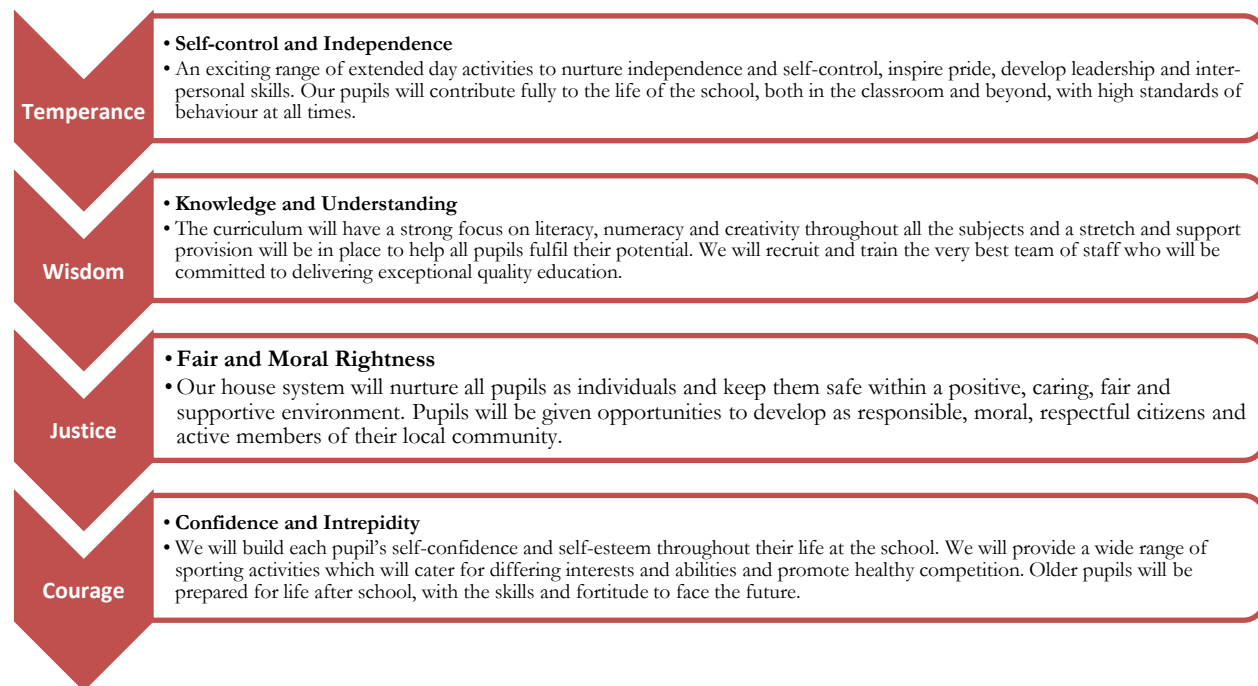 Temperance
• Self-control and Independence
• An exciting range of extended day activities to nurture independence and self-control, inspire pride, develop leadership and inter-
personal skills. Our pupils will contribute fully to the life of the school, both in the classroom and beyond, with high standards of
behaviour at all times.
Wisdom
• Knowledge and Understanding
• The curriculum will have a strong focus on literacy, numeracy and creativity throughout all the subjects and a stretch and support
provision will be in place to help all pupils fulfil their potential. We will recruit and train the very best team of staff who will be
committed to delivering exceptional quality education.
Justice
• Fair and Moral Rightness
• Our house system will nurture all pupils as individuals and keep them safe within a positive, caring, fair and
supportive environment. Pupils will be given opportunities to develop as responsible, moral, respectful citizens and
active members of their local community.
Courage
• Confidence and Intrepidity
• We will build each pupil's self-confidence and self-esteem throughout their life at the school. We will provide a wide range of
sporting activities which will cater for differing interests and abilities and promote healthy competition. Older pupils will be
prepared for life after school, with the skills and fortitude to face the future.